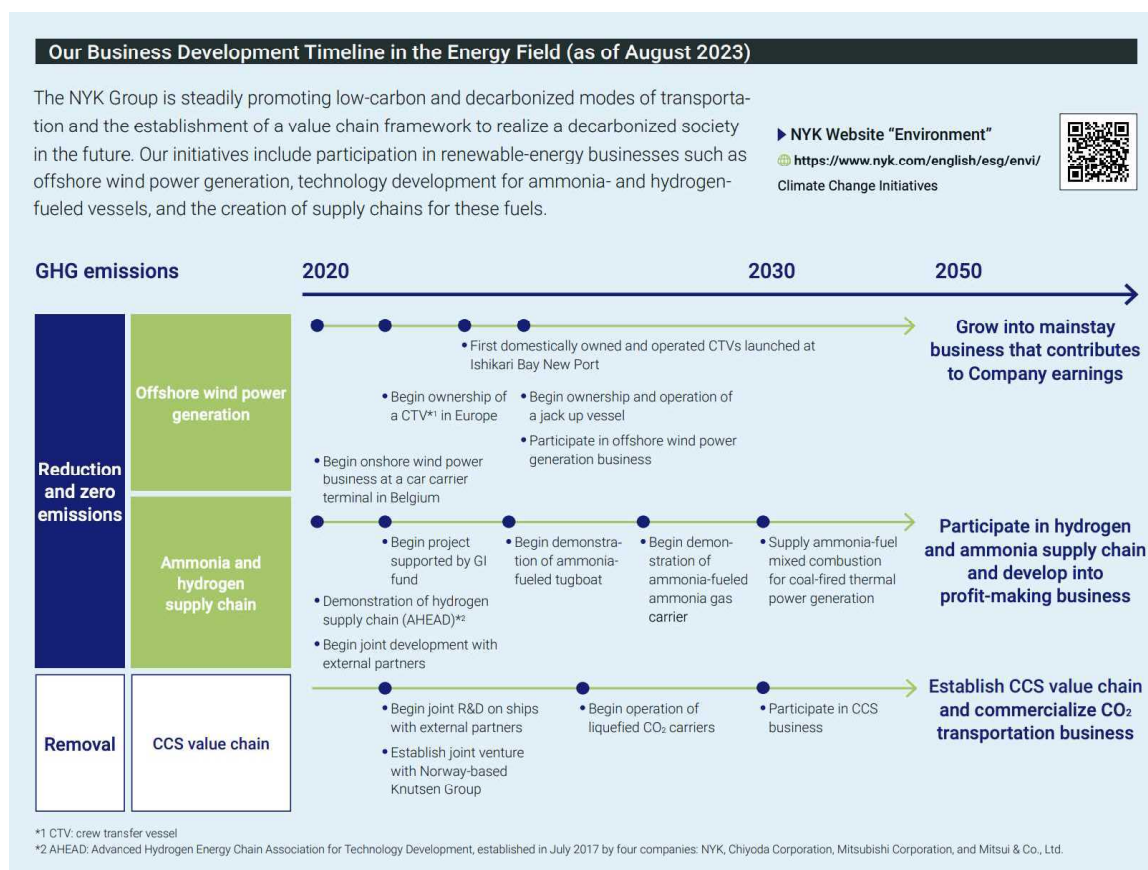 Our Business Development Timeline in the Energy Field (as of August 2023)
The NYK Group is steadily promoting low-carbon and decarbonized modes of transporta-
tion and the establishment of a value chain framework to realize a decarbonized society
in the future. Our initiatives include participation in renewable-energy businesses such as
offshore wind power generation, technology development for ammonia- and hydrogen-
fueled vessels, and the creation of supply chains for these fuels.
NYK Website “Environment”
https://www.nyk.com/english/esg/envi/
Climate Change Initiatives
GHG emissions
2020
2030
2050
Reduction
and zero
emissions
Offshore wind power
generation
• First domestically owned and operated CTVs launched at
Ishikari Bay New Port
• Begin ownership of
a CTV*1 in Europe
• Begin ownership and operation of
a jack up vessel
• Participate in offshore wind power
generation business
• Begin onshore wind power
business at a car carrier
terminal in Belgium
Grow into mainstay
business that contributes
to Company earnings
Ammonia and
hydrogen
supply chain
• Begin project
supported by GI
fund
• Demonstration of hydrogen
supply chain (AHEAD)*2
• Begin joint development with
external partners
• Begin demonstra-
tion of ammonia-
fueled tugboat
• Begin demon-
stration of
ammonia-fueled
ammonia gas
carrier
• Supply ammonia-fuel
mixed combustion
for coal-fired thermal
power generation
Participate in hydrogen
and ammonia supply chain
and develop into
profit-making business
Removal
CCS value chain
• Begin joint R&D on ships
with external partners
• Establish joint venture
with Norway-based
Knutsen Group
• Begin operation of
liquefied CO₂ carriers
• Participate in CCS
business
Establish CCS value chain
and commercialize CO₂
transportation business
*1 CTV: crew transfer vessel
*2 AHEAD: Advanced Hydrogen Energy Chain Association for Technology Development, established in July 2017 by four companies: NYK, Chiyoda Corporation, Mitsubishi Corporation, and Mitsui & Co., Ltd.